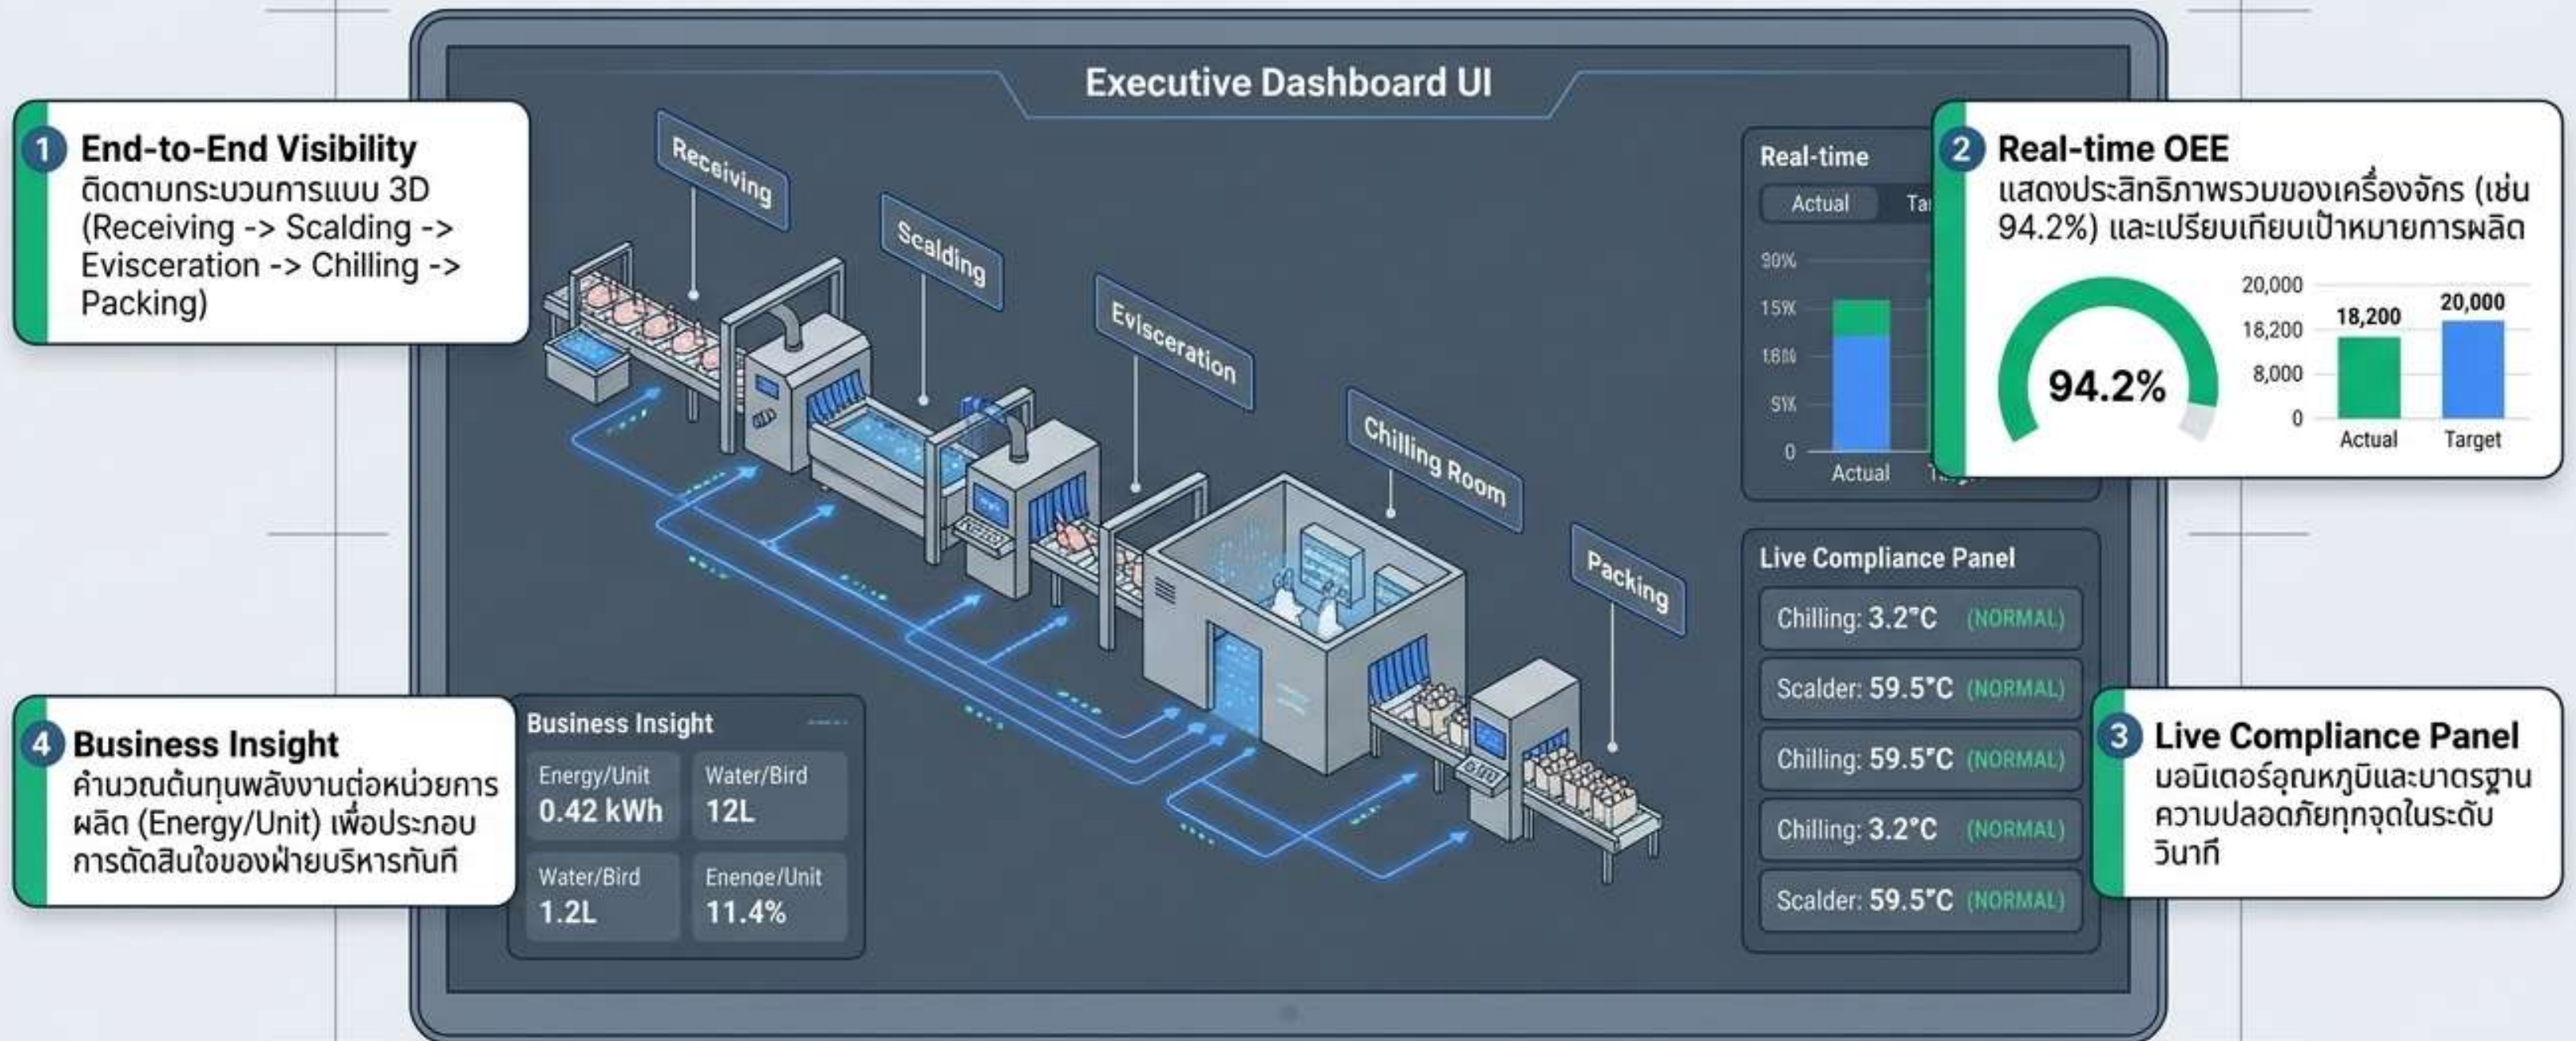 Executive Dashboard UI
1
End-to-End Visibility
ติดตามกระบวนการแบบ 3D
(Receiving -> Scalding ->
Evisceration -> Chilling ->
Packing)
Receiving
Scalding
Evisceration
Chilling Room
Packing
Real-time
Actual
90%
15%
0
Actual
2
Real-time OEE
แสดงประสิทธิภาพรวมของเครื่องจักร (เช่น
94.2%) และเปรียบเทียบเป้าหมายการผลิต
94.2%
20,000
18,200
8,000
0
18,200
20,000
Actual
Target
Live Compliance Panel
Chilling: 3.2°C (NORMAL)
Scalder: 59.5°C (NORMAL)
Chilling: 59.5°C (NORMAL)
Chilling: 3.2°C (NORMAL)
Scalder: 59.5°C (NORMAL)
3
Live Compliance Panel
มอนิเตอร์อุณหภูมิและมาตรฐาน
ความปลอดภัยทุกจุดในระดับ
วินาที
4
Business Insight
คำนวณต้นทุนพลังงานต่อหน่วยการ
ผลิต (Energy/Unit) เพื่อประกอบ
การตัดสินใจของฝ่ายบริหารทันที
Business Insight
Energy/Unit
0.42 kWh
Water/Bird
12L
Water/Bird
1.2L
Enenoe/Unit
11.4%